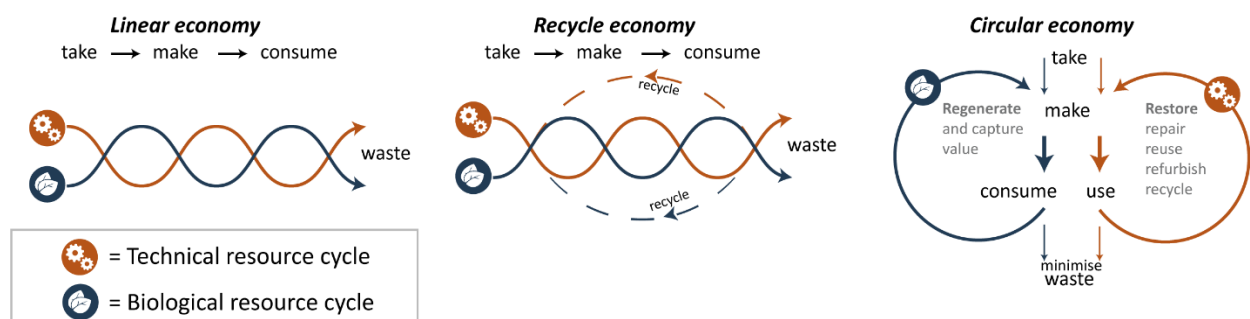 Linear economy
take → make → consume
waste
= Technical resource cycle
= Biological resource cycle
Recycle economy
take → make → consume
recycle
waste
recycle
Circular economy
take
make
Regenerate
and capture
value
Restore
repair
reuse
refurbish
recycle
consume
use
minimise
waste